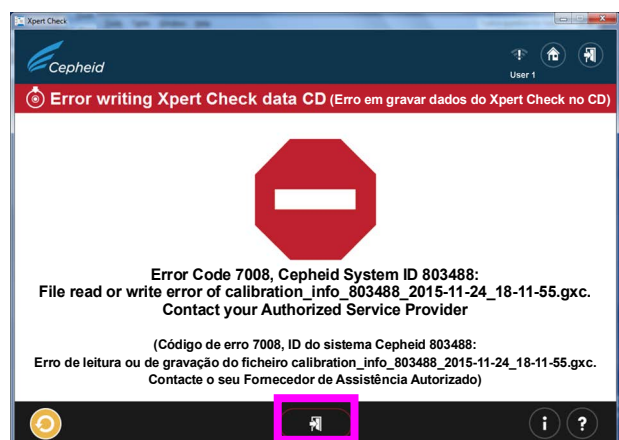 Xpert Check
Cepheid
User 1
Error writing Xpert Check data CD (Erro em gravar dados do Xpert Check no CD)
Error Code 7008, Cepheid System ID 803488:
File read or write error of calibration_info_803488_2015-11-24_18-11-55.gxc.
Contact your Authorized Service Provider
(Código de erro 7008, ID do sistema Cepheid 803488:
Erro de leitura ou de gravação do ficheiro calibration_info_803488_2015-11-24_18-11-55.gxc.
Contacte o seu Fornecedor de Assistência Autorizado)
i ?